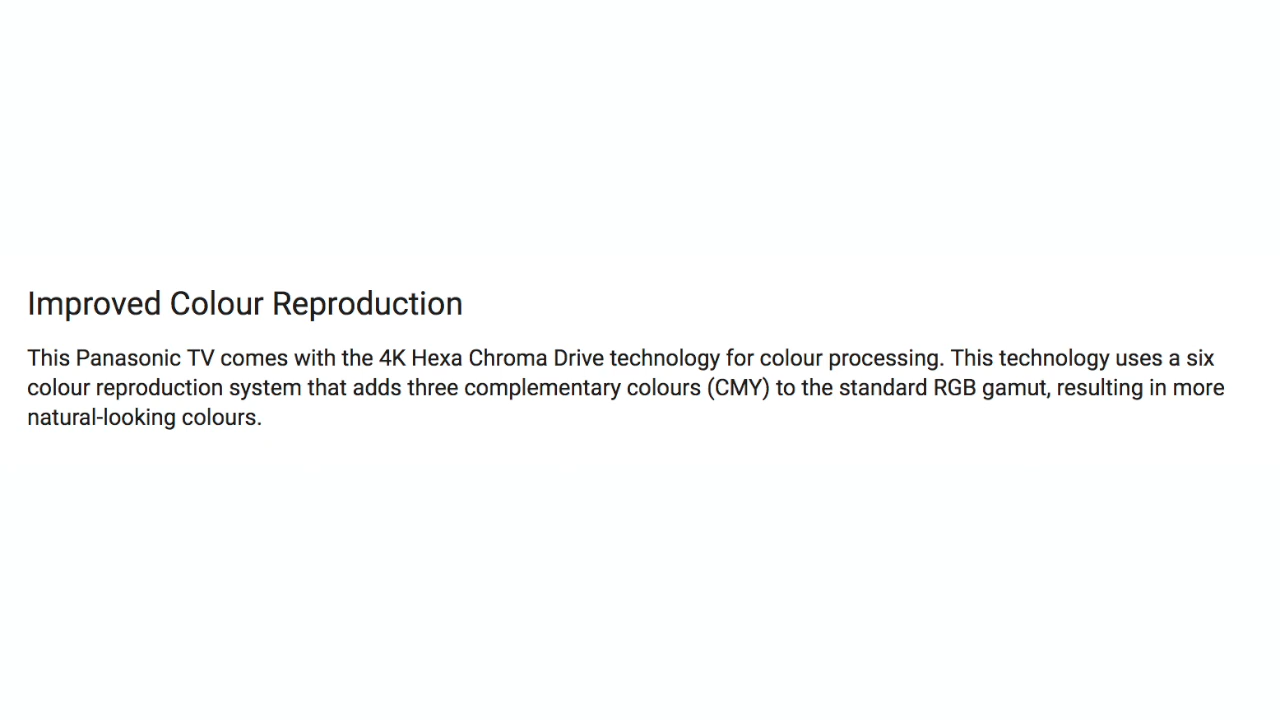 Improved Colour Reproduction
This Panasonic TV comes with the 4K Hexa Chroma Drive technology for colour processing. This technology uses a six
colour reproduction system that adds three complementary colours (CMY) to the standard RGB gamut, resulting in more
natural-looking colours.